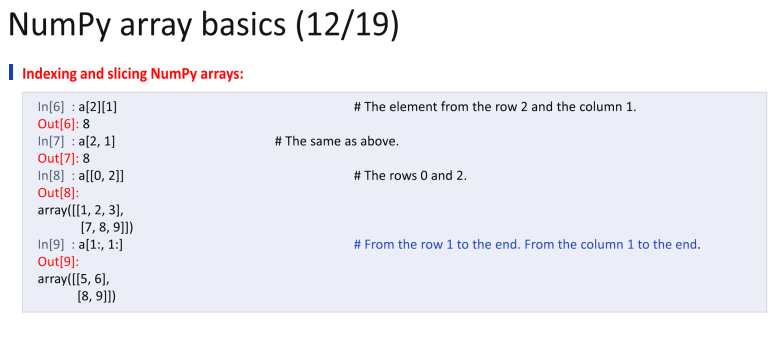 NumPy array basics (12/19)
Indexing and slicing NumPy arrays:
In[6] : a[2][1] # The element from the row 2 and the column 1.
Out[6]: 8
In[7] : a[2, 1] # The same as above.
Out[7]: 8
In[8] : a[[0, 2]] # The rows 0 and 2.
Out[8]:
array([[1, 2, 3],
[7, 8, 9]])
In[9] : a[1:, 1:] # From the row 1 to the end. From the column 1 to the end.
Out[9]:
array([[5, 6],
[8, 9]])